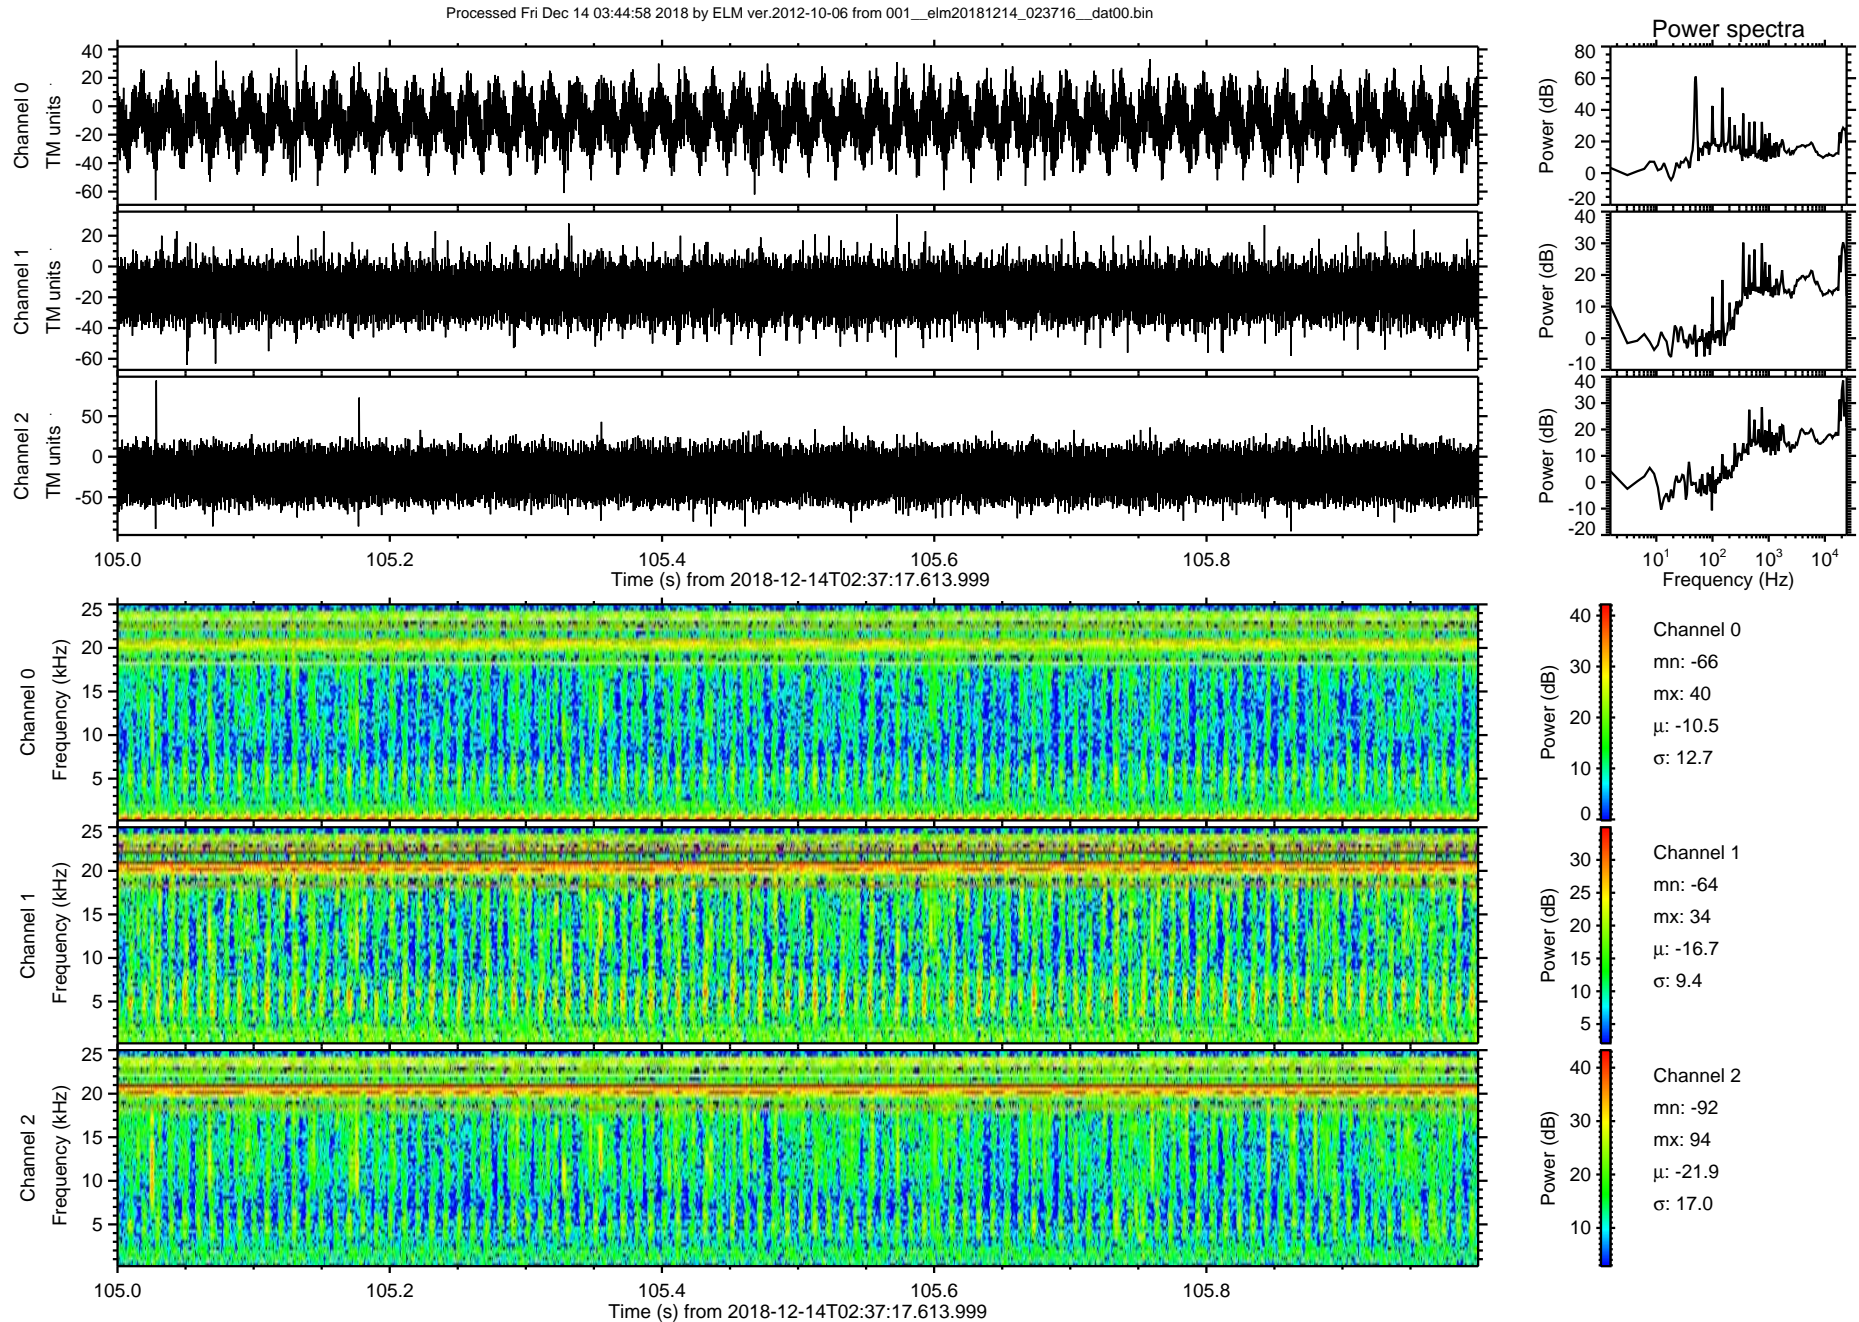 Processed Fri Dec 14 03:44:58 2018 by ELM ver.2012-10-06 from 001__elm20181214_023716__dat00.bin
Power spectra
Channel 0
TM units
40
20
0
-20
-40
-60
Power (dB)
80
60
40
20
0
-20
Channel 1
TM units
20
0
-20
-40
-60
Power (dB)
40
30
20
10
0
-10
Channel 2
TM units
50
0
-50
Power (dB)
40
30
20
10
0
-10
-20
105.0 105.2 105.4 105.6 105.8
Time (s) from 2018-12-14T02:37:17.613.999
10^1 10^2 10^3 10^4
Frequency (Hz)
Channel 0
Frequency (kHz)
25
20
15
10
5
Power (dB)
40
30
20
10
0
Channel 0
mn: -66
mx: 40
μ: -10.5
σ: 12.7
Channel 1
Frequency (kHz)
25
20
15
10
5
Power (dB)
30
25
20
15
10
5
Channel 1
mn: -64
mx: 34
μ: -16.7
σ: 9.4
Channel 2
Frequency (kHz)
25
20
15
10
5
Power (dB)
40
30
20
10
Channel 2
mn: -92
mx: 94
μ: -21.9
σ: 17.0
105.0 105.2 105.4 105.6 105.8
Time (s) from 2018-12-14T02:37:17.613.999